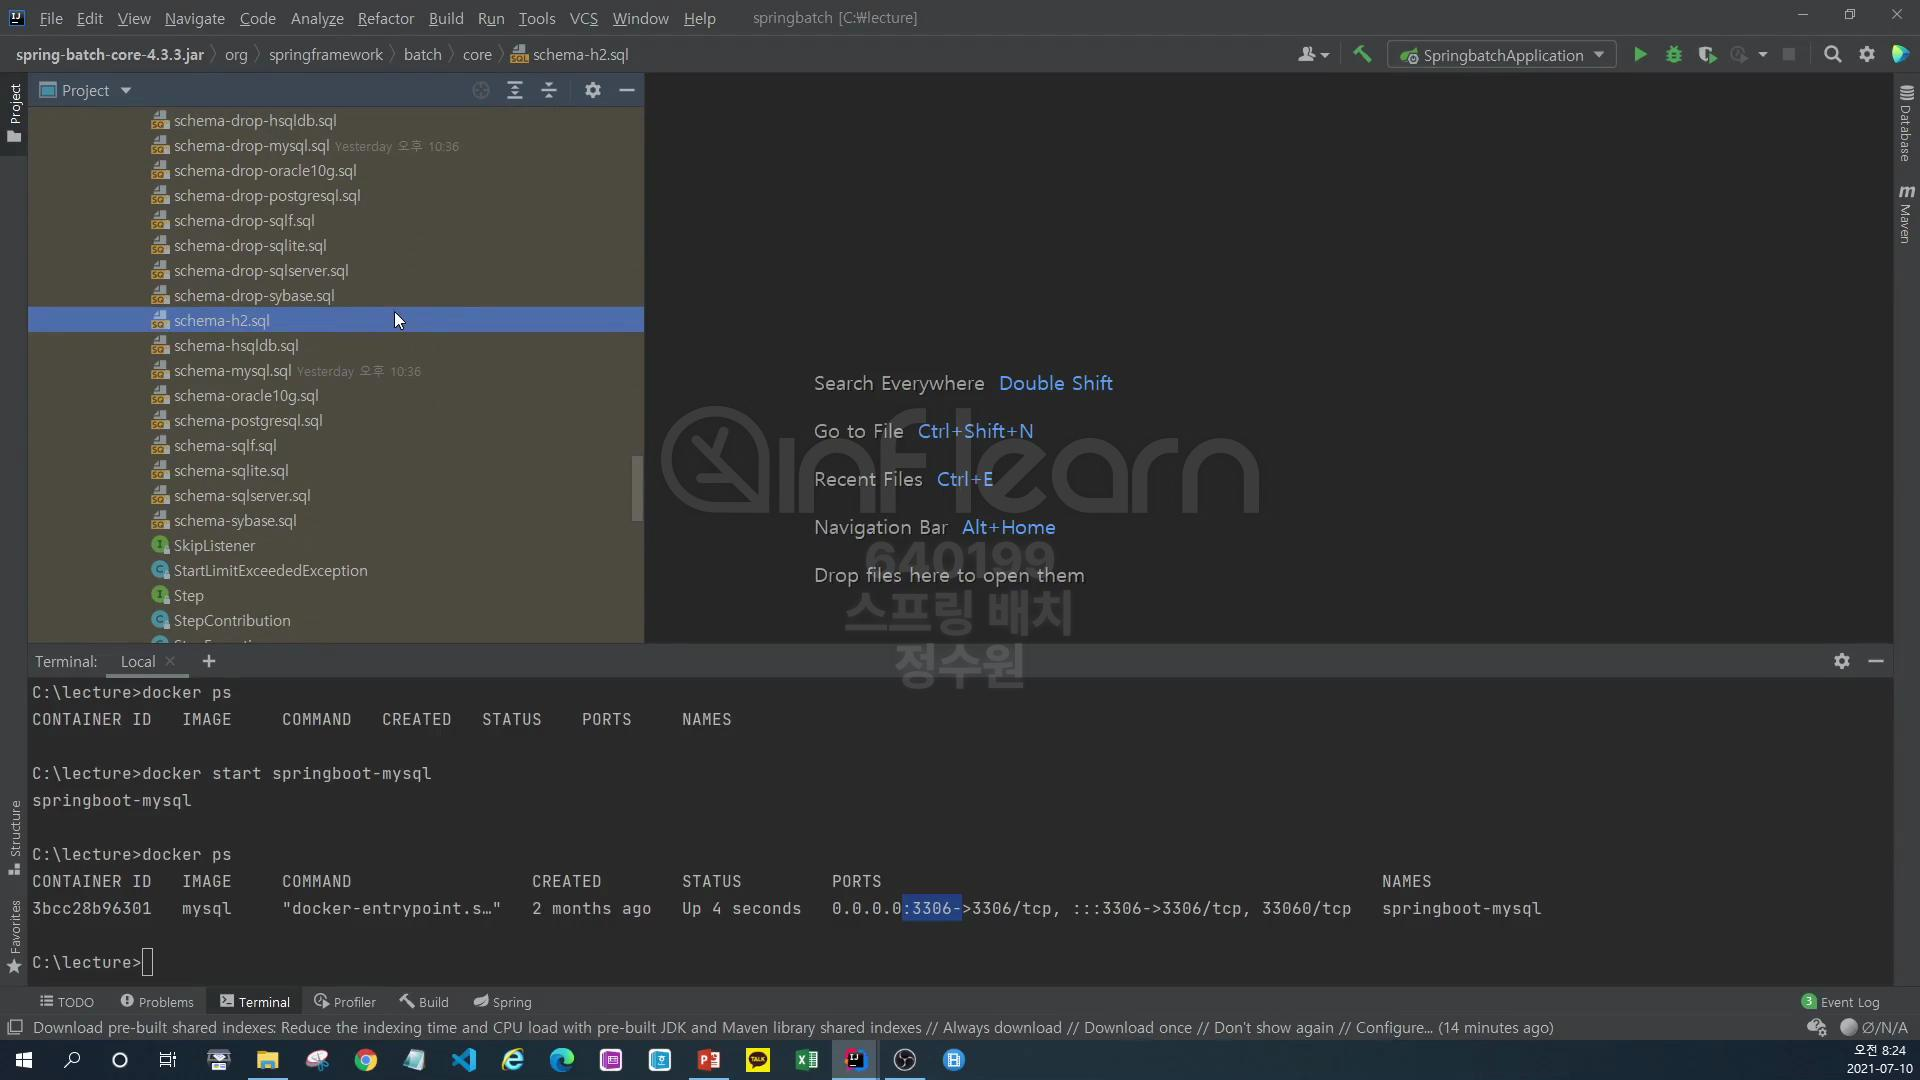 File Edit View Navigate Code Analyze Refactor Build Run Tools VCS Window Help springbatch [C:₩lecture]
spring-batch-core-4.3.3.jar org springframework batch core schema-h2.sql SpringbatchApplication
Project
Project
schema-drop-hsqldb.sql
schema-drop-mysql.sql Yesterday 오후 10:36
schema-drop-oracle10g.sql
schema-drop-postgresql.sql
schema-drop-sqlf.sql
schema-drop-sqlite.sql
schema-drop-sqlserver.sql
schema-drop-sybase.sql
schema-h2.sql
schema-hsqldb.sql
schema-mysql.sql Yesterday 오후 10:36
schema-oracle10g.sql
schema-postgresql.sql
schema-sqlf.sql
schema-sqlite.sql
schema-sqlserver.sql
schema-sybase.sql
SkipListener
StartLimitExceededException
Step
StepContribution
Search Everywhere Double Shift
Go to File Ctrl+Shift+N
Recent Files Ctrl+E
Navigation Bar Alt+Home
Drop files here to open them
inflearn
640199
스프링 배치
정수원
Database
Maven
Structure
Favorites
Terminal: Local
C:\lecture>docker ps
CONTAINER ID IMAGE COMMAND CREATED STATUS PORTS NAMES
C:\lecture>docker start springboot-mysql
springboot-mysql
C:\lecture>docker ps
CONTAINER ID IMAGE COMMAND CREATED STATUS PORTS NAMES
3bcc28b96301 mysql "docker-entrypoint.s…" 2 months ago Up 4 seconds 0.0.0.0:3306->3306/tcp, :::3306->3306/tcp, 33060/tcp springboot-mysql
C:\lecture>
TODO Problems Terminal Profiler Build Spring 3 Event Log
Download pre-built shared indexes: Reduce the indexing time and CPU load with pre-built JDK and Maven library shared indexes // Always download // Download once // Don't show again // Configure... (14 minutes ago) Ø/N/A
오전 8:24
2021-07-10